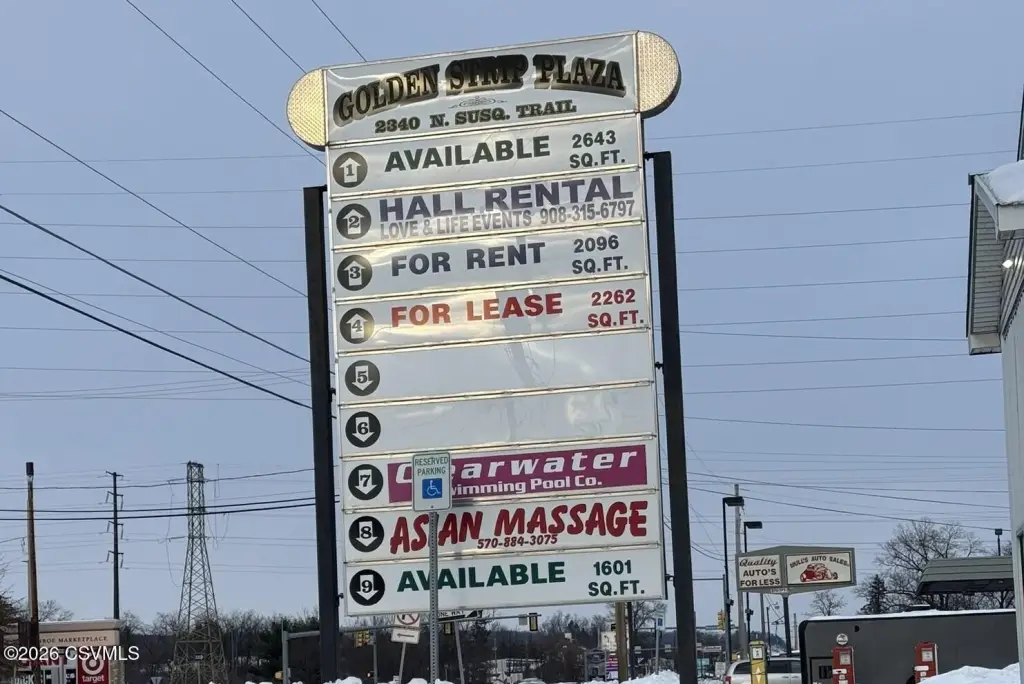 GOLDEN STRIP PLAZA
2340 N. SUSQ. TRAIL
1 AVAILABLE 2643 SQ.FT.
2 HALL RENTAL
LOVE & LIFE EVENTS 908-315-6797
3 FOR RENT 2096 SQ.FT.
4 FOR LEASE 2262 SQ.FT.
5
6
7 Clearwater
Swimming Pool Co.
8 ASIAN MASSAGE
570-884-3075
9 AVAILABLE 1601 SQ.FT.
RESERVED
PARKING
Quality
AUTO'S
FOR LESS
MARKETPLACE
target
©2026 CSVMLS